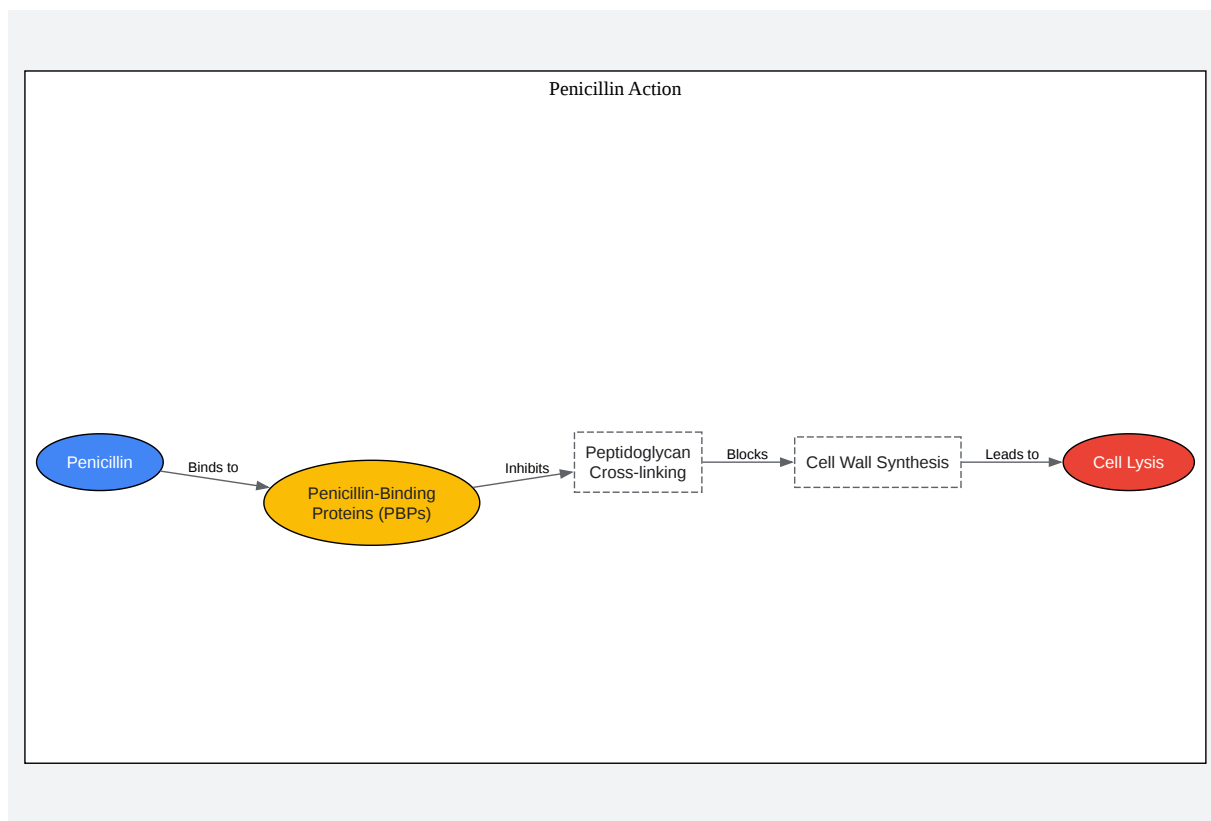 Penicillin Action
Penicillin
Binds to
Penicillin-Binding
Proteins (PBPs)
Inhibits
Peptidoglycan
Cross-linking
Blocks
Cell Wall Synthesis
Leads to
Cell Lysis